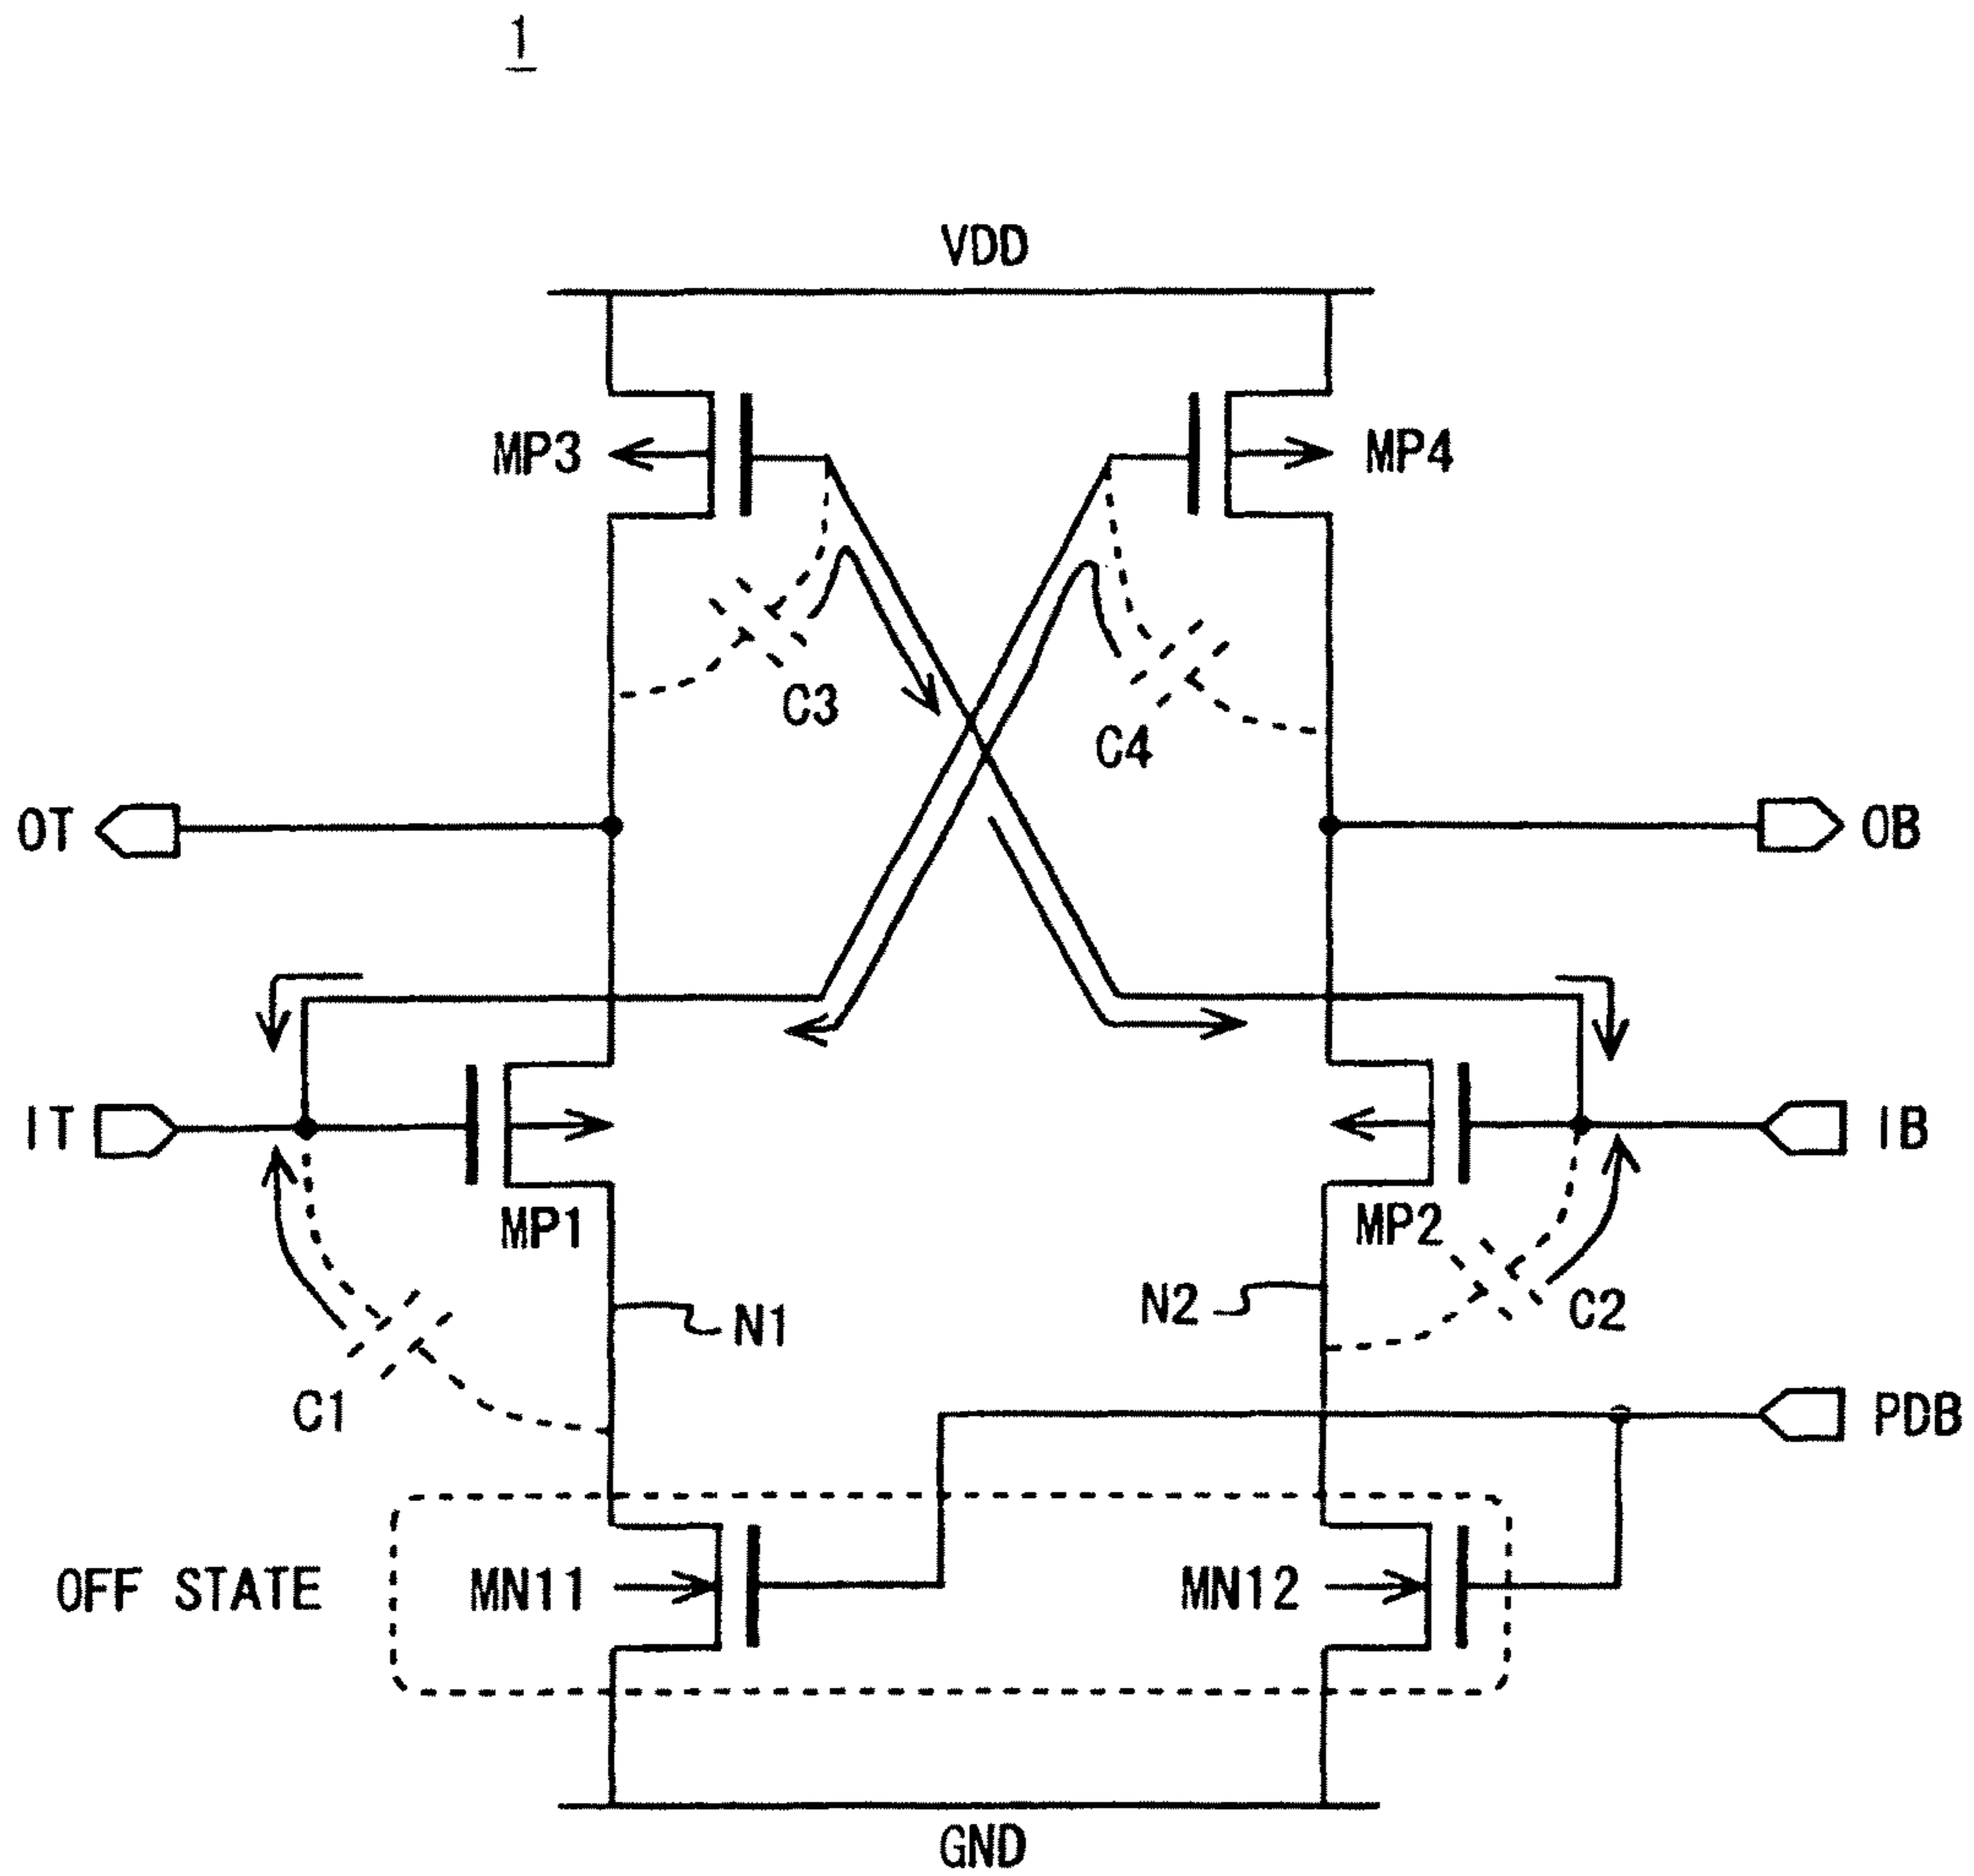 1
VDD
MP3
MP4
C3
C4
OT
OB
IT
IB
MP1
MP2
N1
N2
C2
C1
PDB
OFF STATE
MN11
MN12
GND